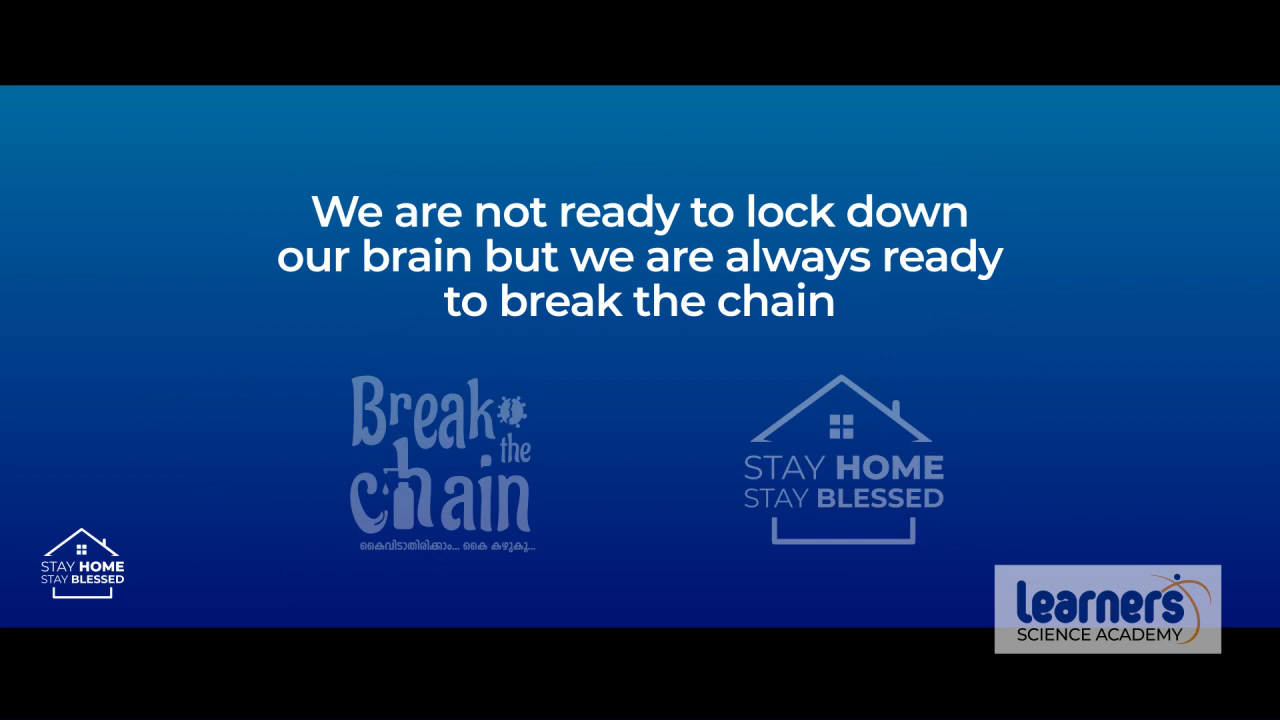 We are not ready to lock down
our brain but we are always ready
to break the chain
Break
the
chain
കൈവിടാതിരിക്കാം... കൈ കഴുകൂ...
STAY HOME
STAY BLESSED
STAY HOME
STAY BLESSED
Learners
SCIENCE ACADEMY